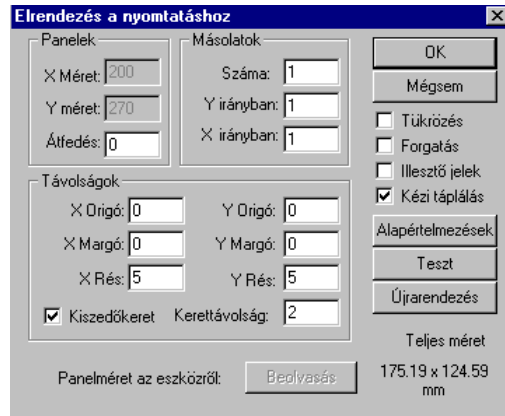 Elrendezés a nyomtatáshoz
Panelek
X Méret: 200
Y méret: 270
Átfedés: 0
Másolatok
Száma: 1
Y irányban: 1
X irányban: 1
OK
Mégsem
Tükrözés
Forgatás
Illesztő jelek
Kézi táplálás
Alapértelmezések
Teszt
Újrarendezés
Távolságok
X Origó: 0 Y Origó: 0
X Margó: 0 Y Margó: 0
X Rés: 5 Y Rés: 5
Kiszedőkeret Kerettávolság: 2
Teljes méret
175.19 x 124.59
mm
Panelméret az eszközről: Beolvasás